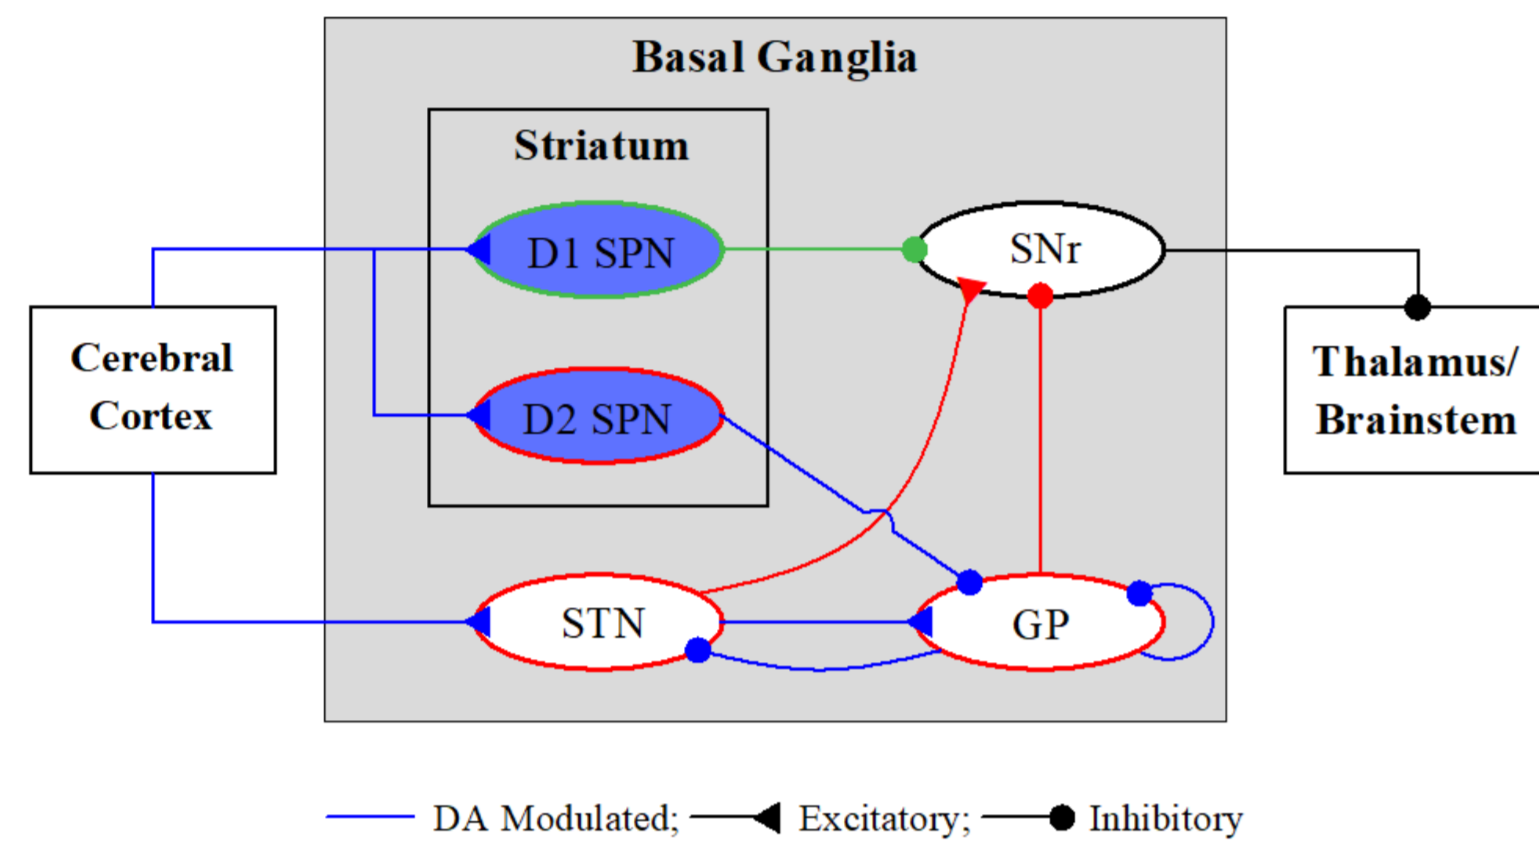 Basal Ganglia
Striatum
D1 SPN
SNr
Cerebral
Cortex
D2 SPN
Thalamus/
Brainstem
STN
GP
DA Modulated; Excitatory; Inhibitory